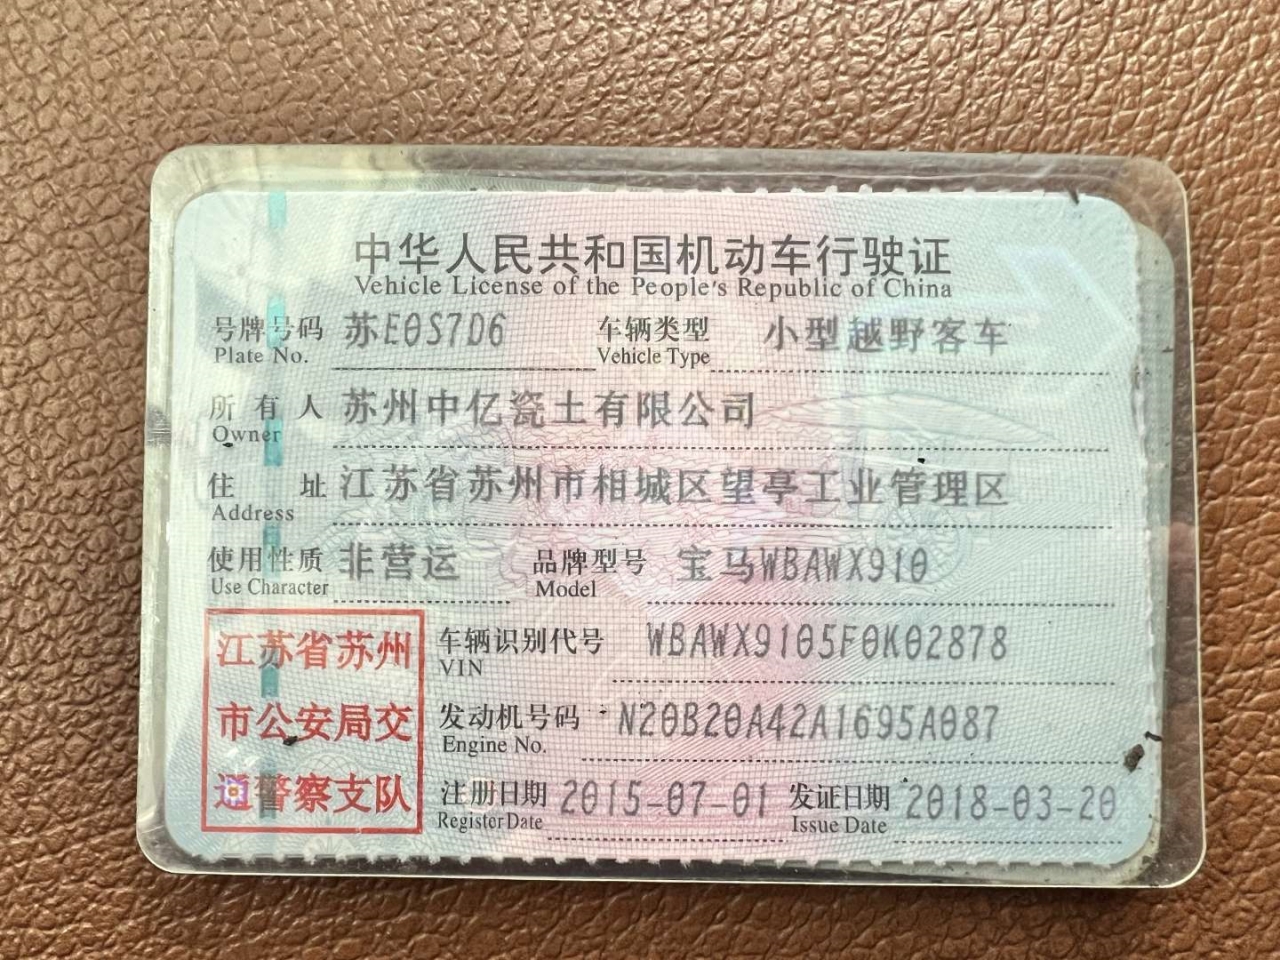 中华人民共和国机动车行驶证
Vehicle License of the People's Republic of China
号牌号码 苏E0S7D6 车辆类型 小型越野客车
Plate No. Vehicle Type
所有人 苏州中亿瓷土有限公司
Owner
住址 江苏省苏州市相城区望亭工业管理区
Address
使用性质 非营运 品牌型号 宝马WBAWX910
Use Character Model
江苏省苏州
市公安局交
通警察支队
车辆识别代号 WBAWX9105F0K02878
VIN
发动机号码 N20B20A42A1695A087
Engine No.
注册日期 2015-07-01 发证日期 2018-03-20
Register Date Issue Date